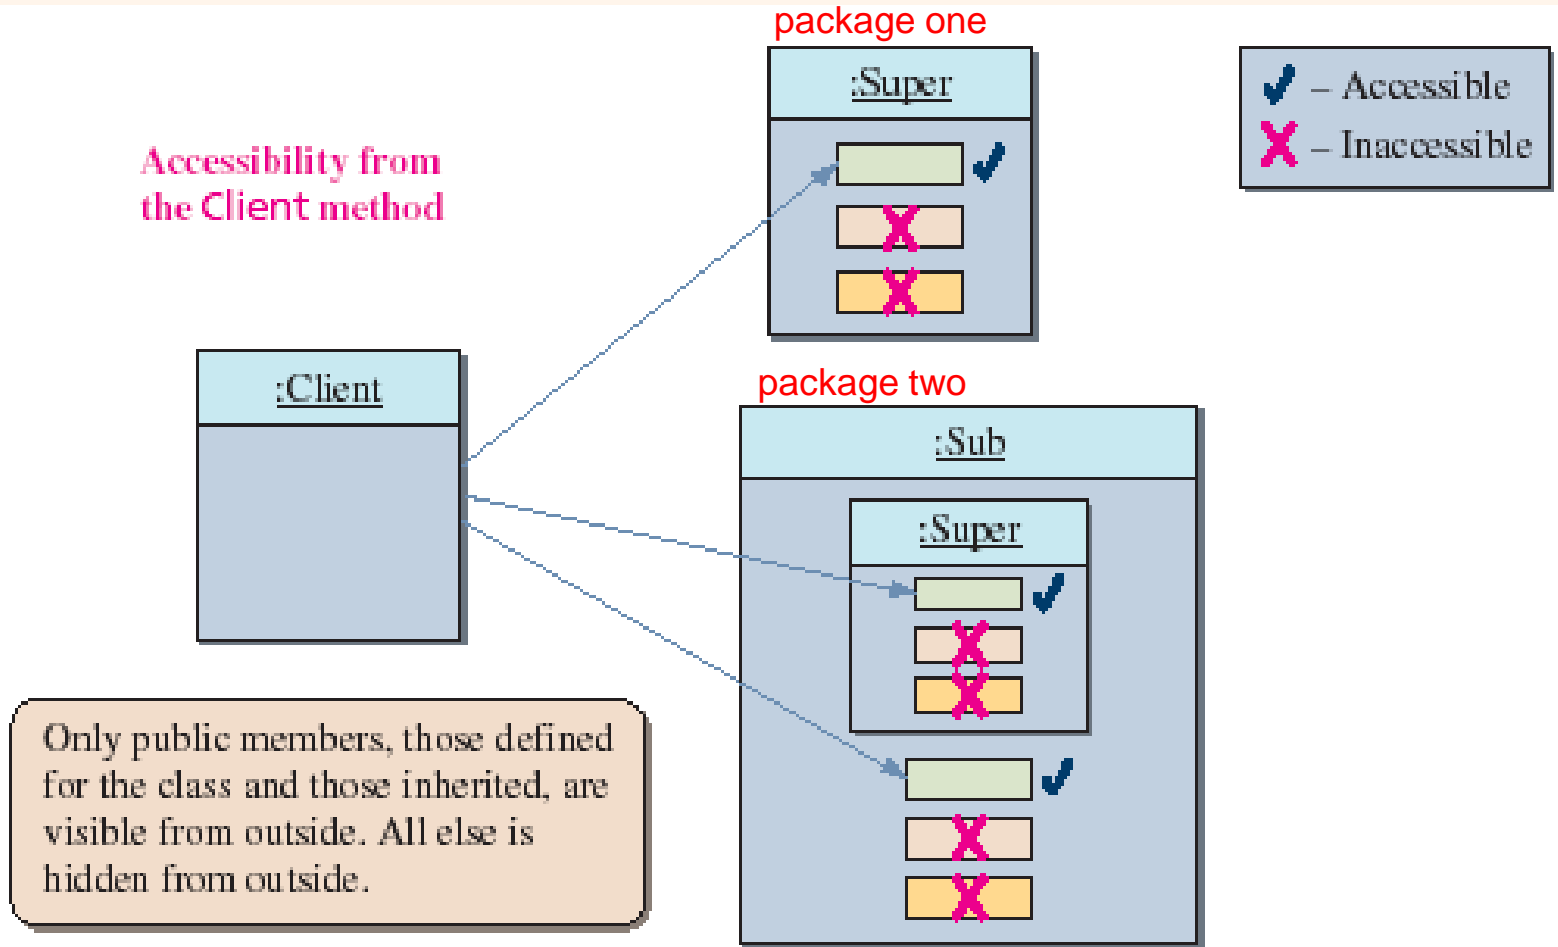 package one
:Super
– Accessible
– Inaccessible
Accessibility from
the Client method
:Client
package two
:Sub
:Super
Only public members, those defined
for the class and those inherited, are
visible from outside. All else is
hidden from outside.